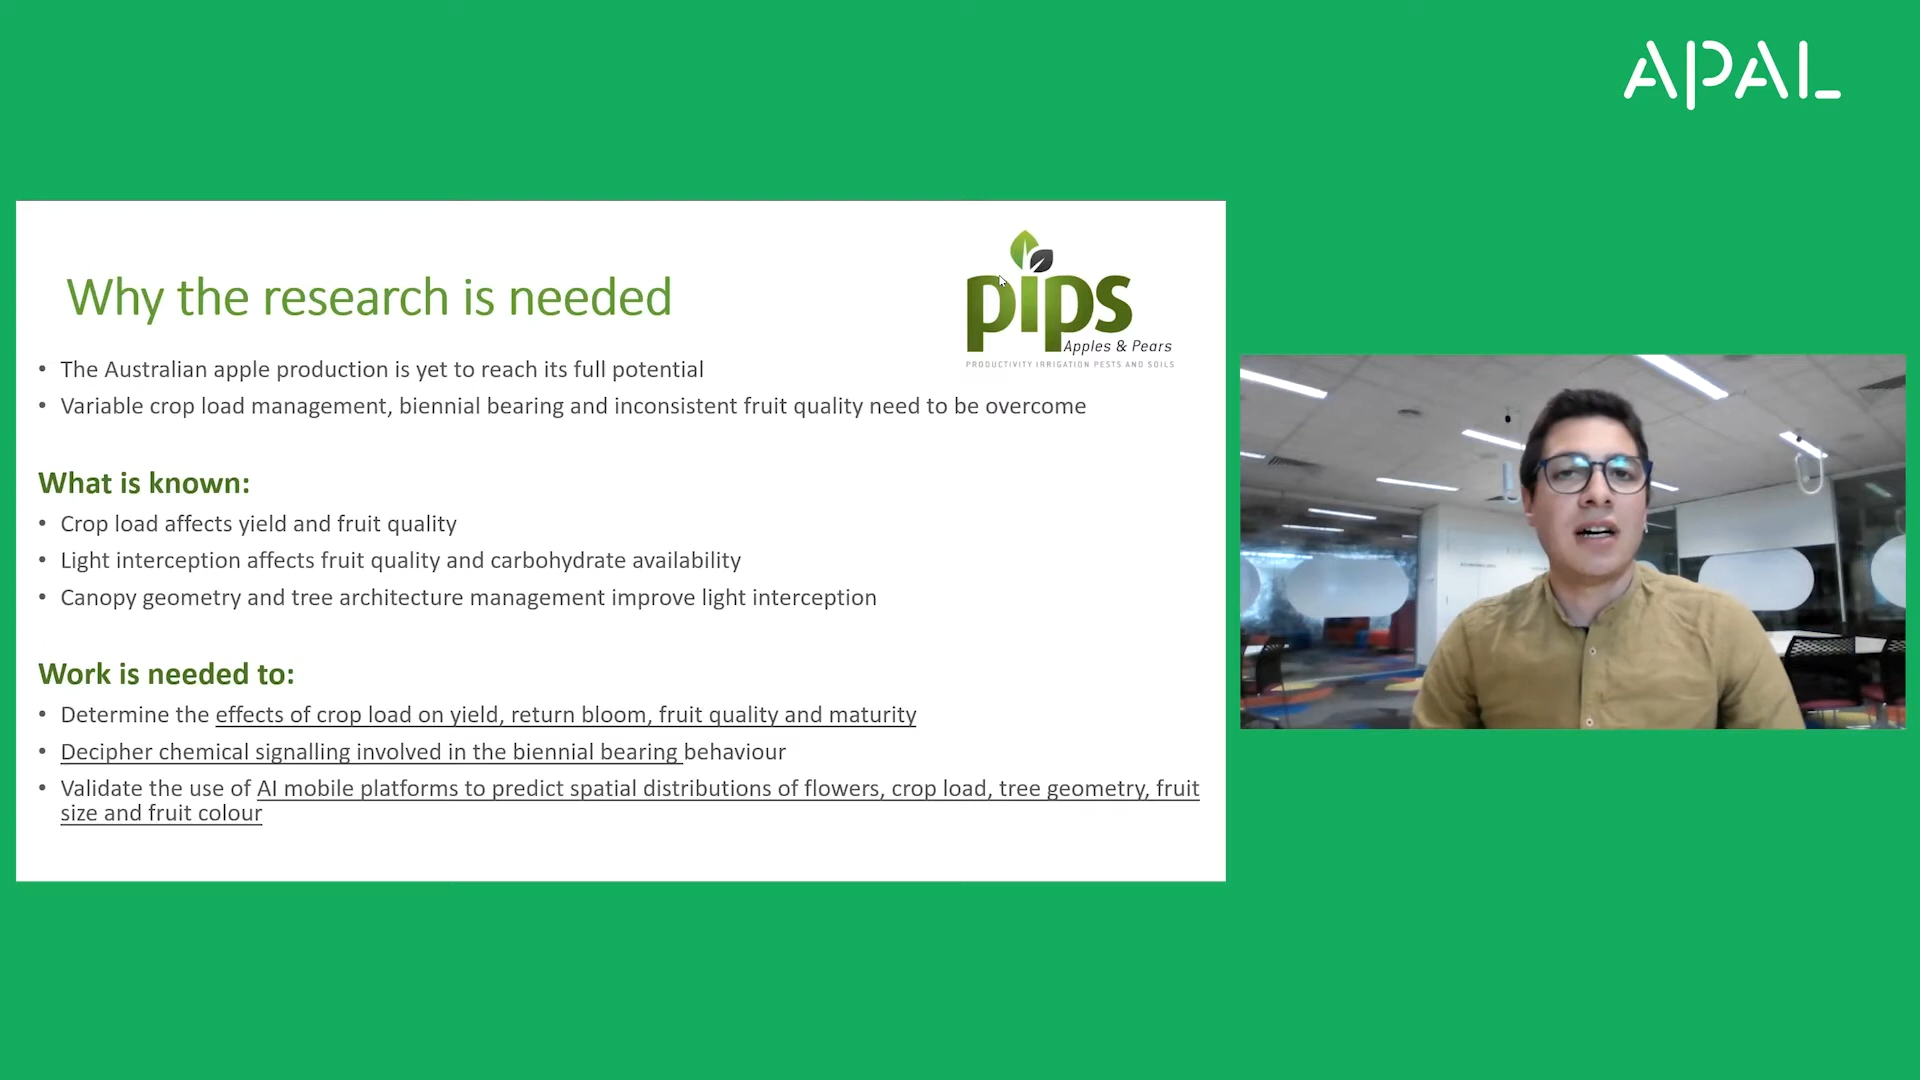 APAL
pips
Apples & Pears
PRODUCTIVITY IRRIGATION PESTS AND SOILS
Why the research is needed
• The Australian apple production is yet to reach its full potential
• Variable crop load management, biennial bearing and inconsistent fruit quality need to be overcome
What is known:
• Crop load affects yield and fruit quality
• Light interception affects fruit quality and carbohydrate availability
• Canopy geometry and tree architecture management improve light interception
Work is needed to:
• Determine the effects of crop load on yield, return bloom, fruit quality and maturity
• Decipher chemical signalling involved in the biennial bearing behaviour
• Validate the use of AI mobile platforms to predict spatial distributions of flowers, crop load, tree geometry, fruit
size and fruit colour